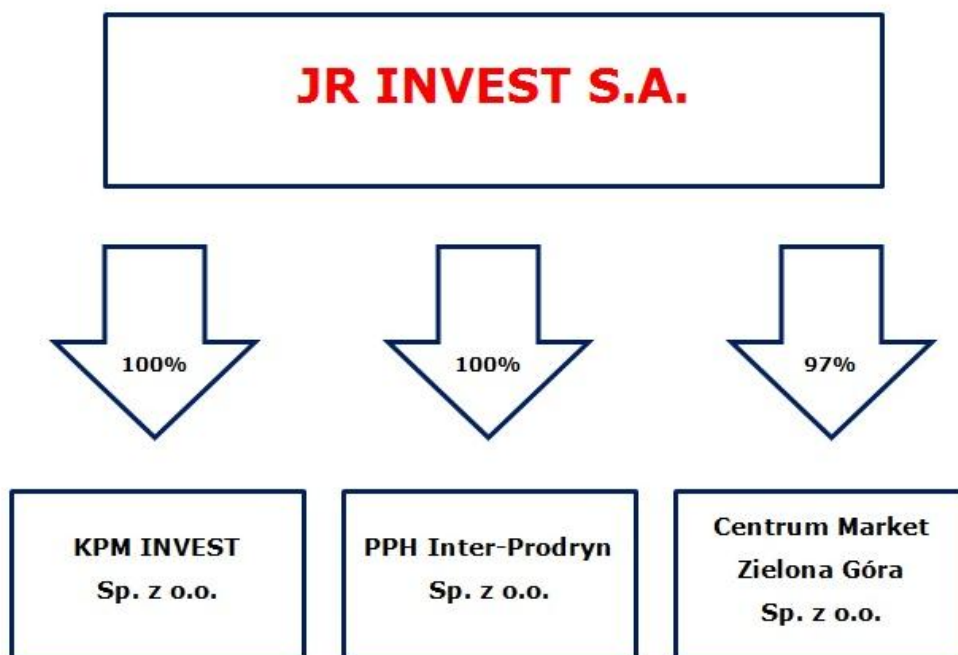 JR INVEST S.A.
100%
100%
97%
KPM INVEST
Sp. z o.o.
PPH Inter-Prodryn
Sp. z o.o.
Centrum Market
Zielona Góra
Sp. z o.o.